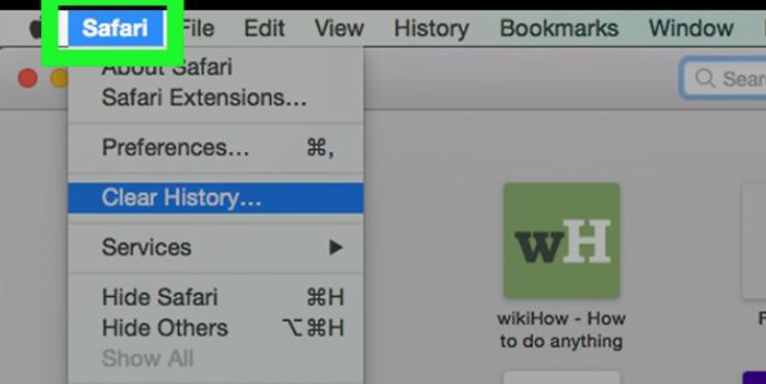 Safari File Edit View History Bookmarks Window
About Safari
Safari Extensions...
Preferences... ⌘,
Clear History...
Services ▶
Hide Safari ⌘H
Hide Others ⌥⌘H
Show All
wH
wikiHow - How
to do anything